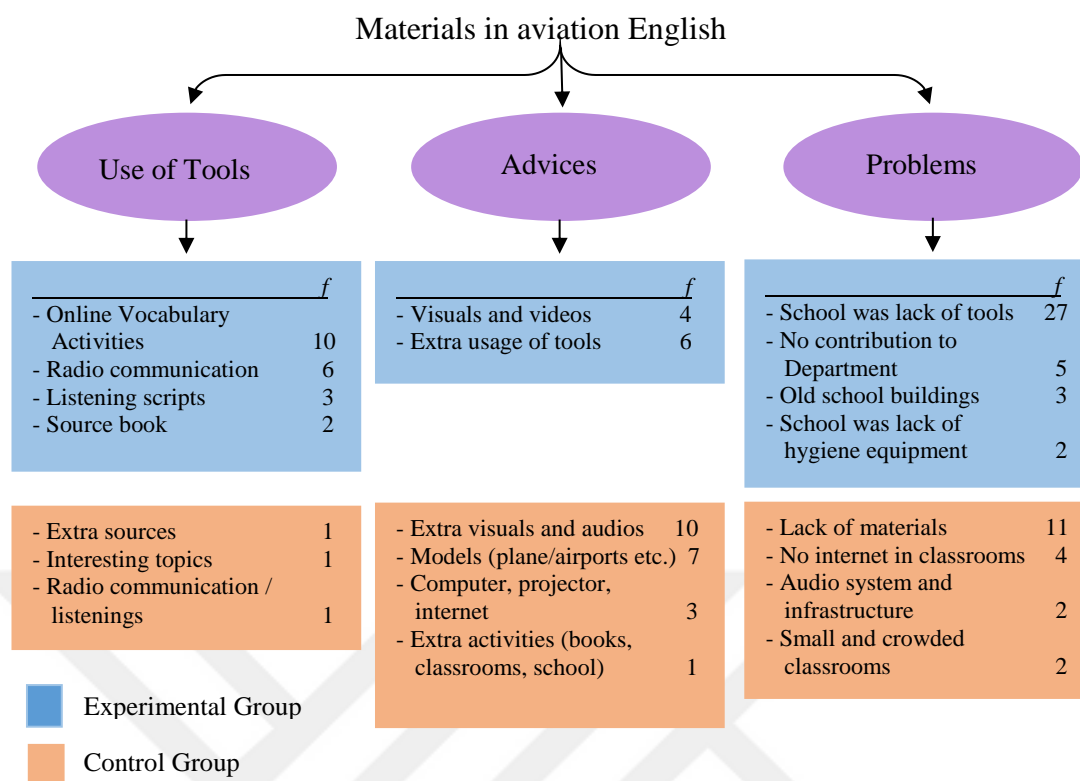 Materials in aviation English
Use of Tools
Advices
Problems
f
- Online Vocabulary
Activities 10
- Radio communication 6
- Listening scripts 3
- Source book 2
f
- Visuals and videos 4
- Extra usage of tools 6
f
- School was lack of tools 27
- No contribution to
Department 5
- Old school buildings 3
- School was lack of
hygiene equipment 2
- Extra sources 1
- Interesting topics 1
- Radio communication /
listenings 1
- Extra visuals and audios 10
- Models (plane/airports etc.) 7
- Computer, projector,
internet 3
- Extra activities (books,
classrooms, school) 1
- Lack of materials 11
- No internet in classrooms 4
- Audio system and
infrastructure 2
- Small and crowded
classrooms 2
Experimental Group
Control Group